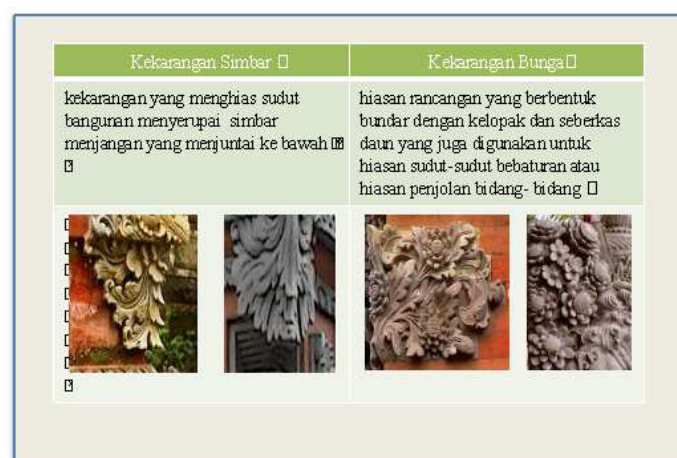 Kekarangan Simbar
Kekarangan Bunga
kekarangan yang menghias sudut
bangunan menyerupai simbar
menjangan yang menjuntai ke bawah
hiasan rancangan yang berbentuk
bundar dengan kelopak dan seberkas
daun yang juga digunakan untuk
hiasan sudut-sudut bebaturan atau
hiasan penjolan bidang- bidang